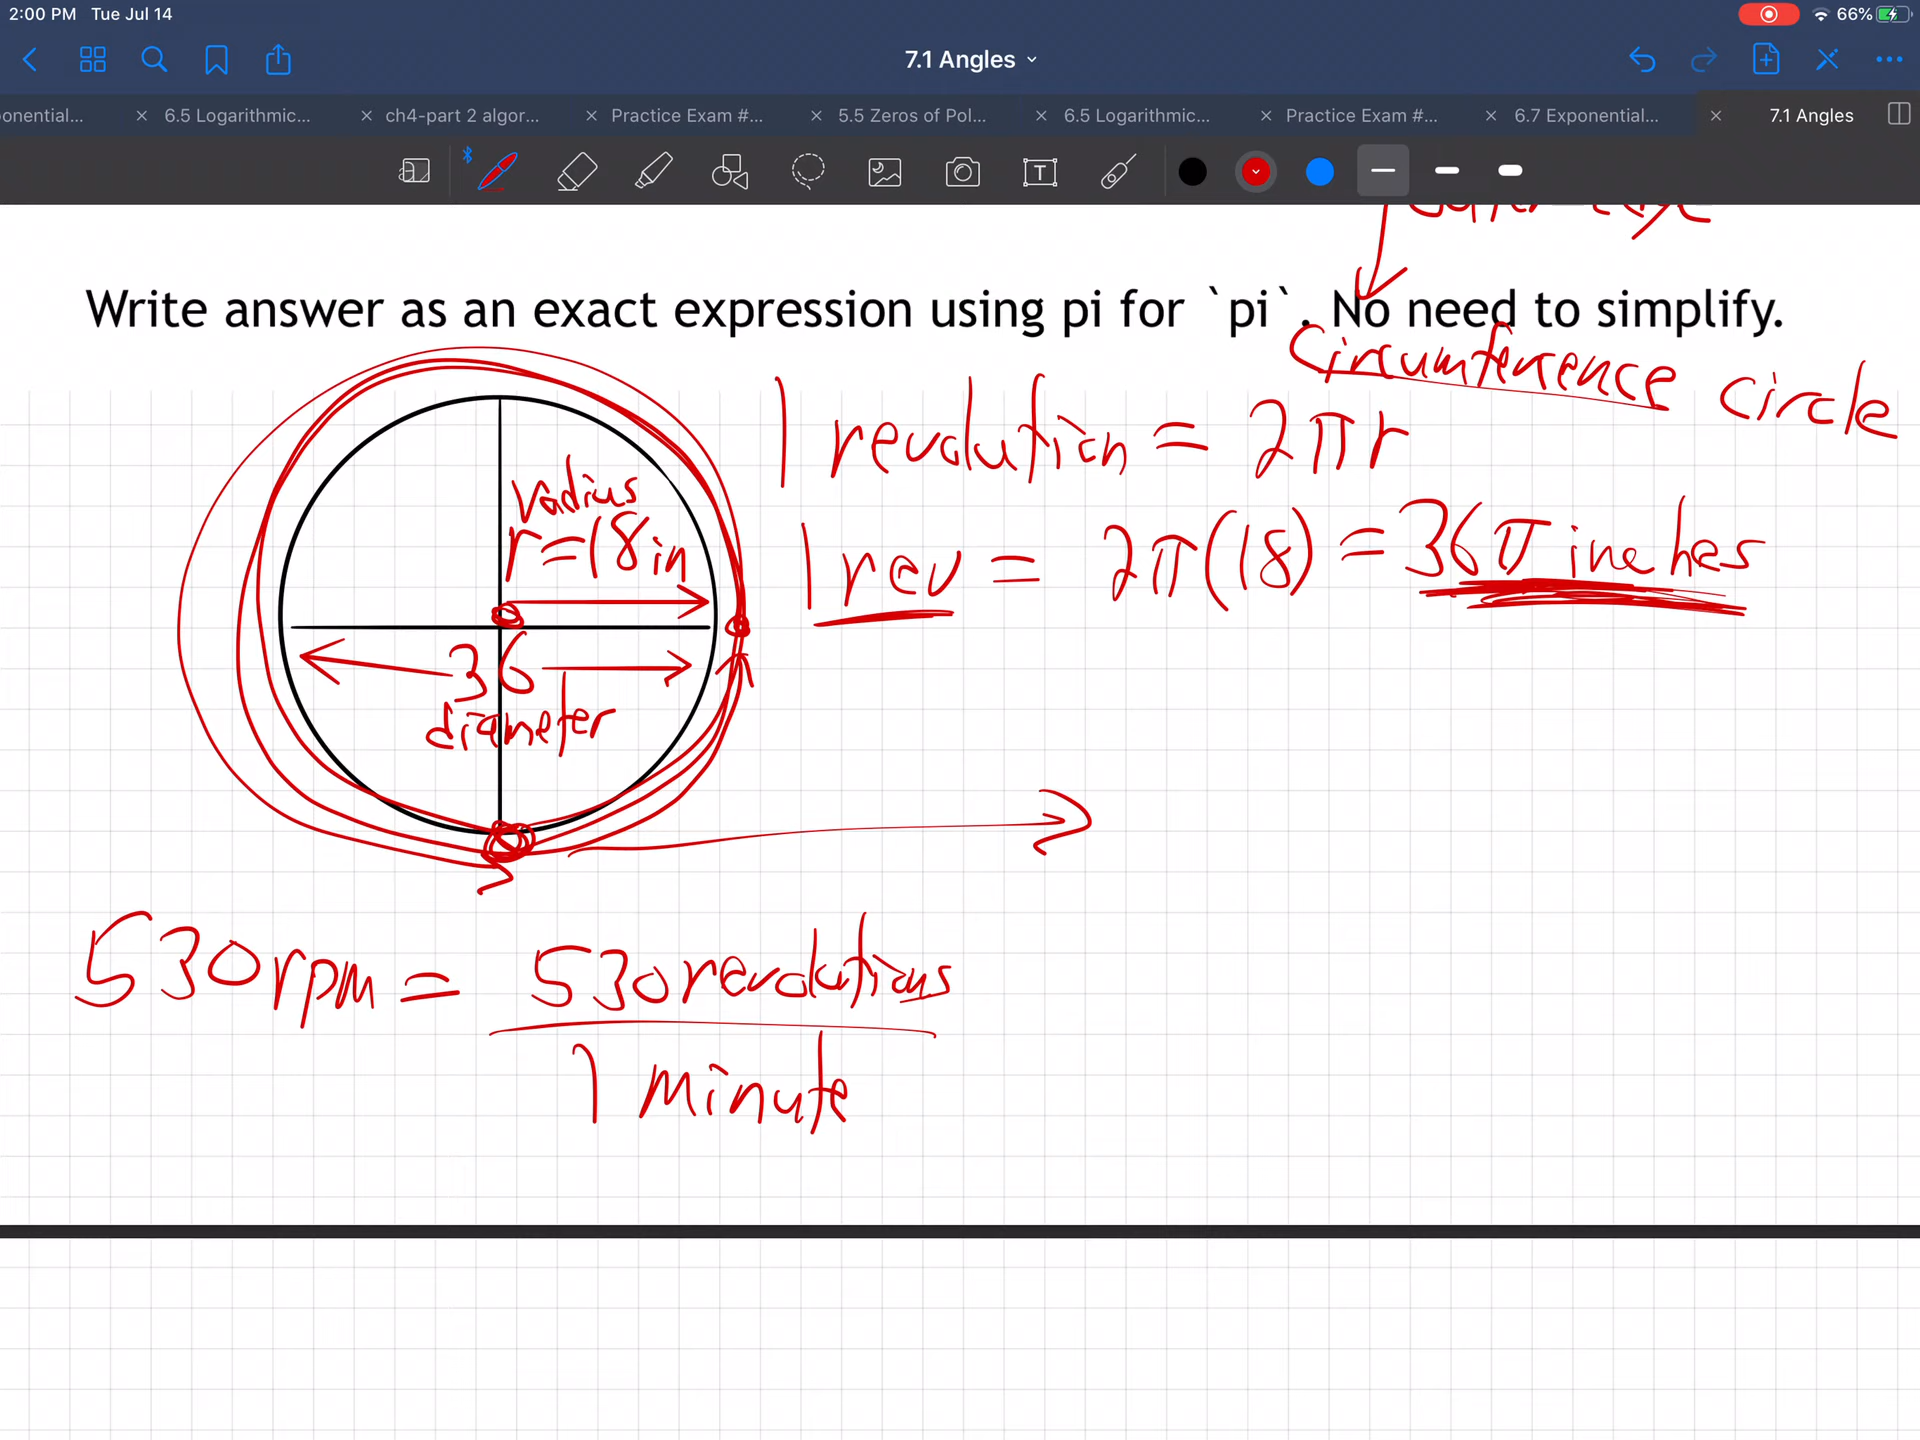 2:00 PM Tue Jul 14
66%
7.1 Angles
onential...
6.5 Logarithmic...
ch4-part 2 algor...
Practice Exam #...
5.5 Zeros of Pol...
6.5 Logarithmic...
Practice Exam #...
6.7 Exponential...
7.1 Angles
T
Write answer as an exact expression using pi for `pi`. No need to simplify.
Circumference circle
1 revolution = 2πr
radius
r=18in
1 rev = 2π(18) = 36π inches
36
diameter
530rpm = 530 revolutions
1 minute